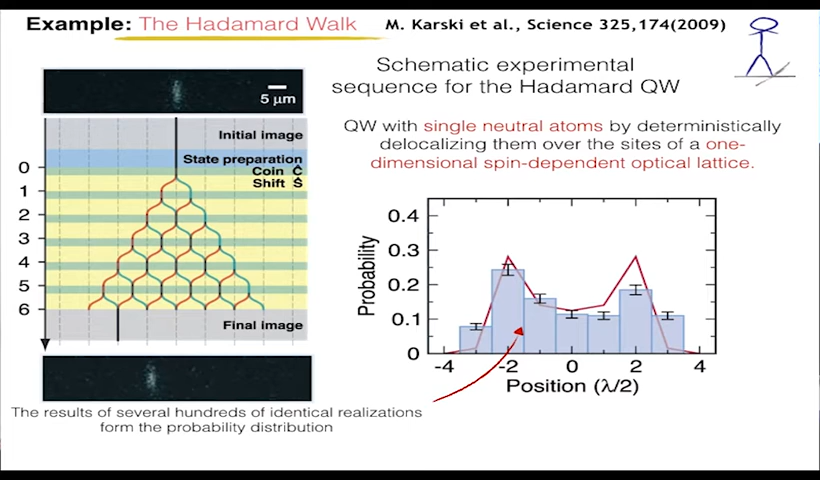 Example: The Hadamard Walk M. Karski et al., Science 325,174(2009)
Schematic experimental
sequence for the Hadamard QW
5 μm
QW with single neutral atoms by deterministically
delocalizing them over the sites of a one-
dimensional spin-dependent optical lattice.
Initial image
State preparation
0 Coin Ĉ
Shift Ŝ
1
2
3
4
5
6
Final image
0.4
0.3
0.2
0.1
0
Probability
-4 -2 0 2 4
Position (λ/2)
The results of several hundreds of identical realizations
form the probability distribution